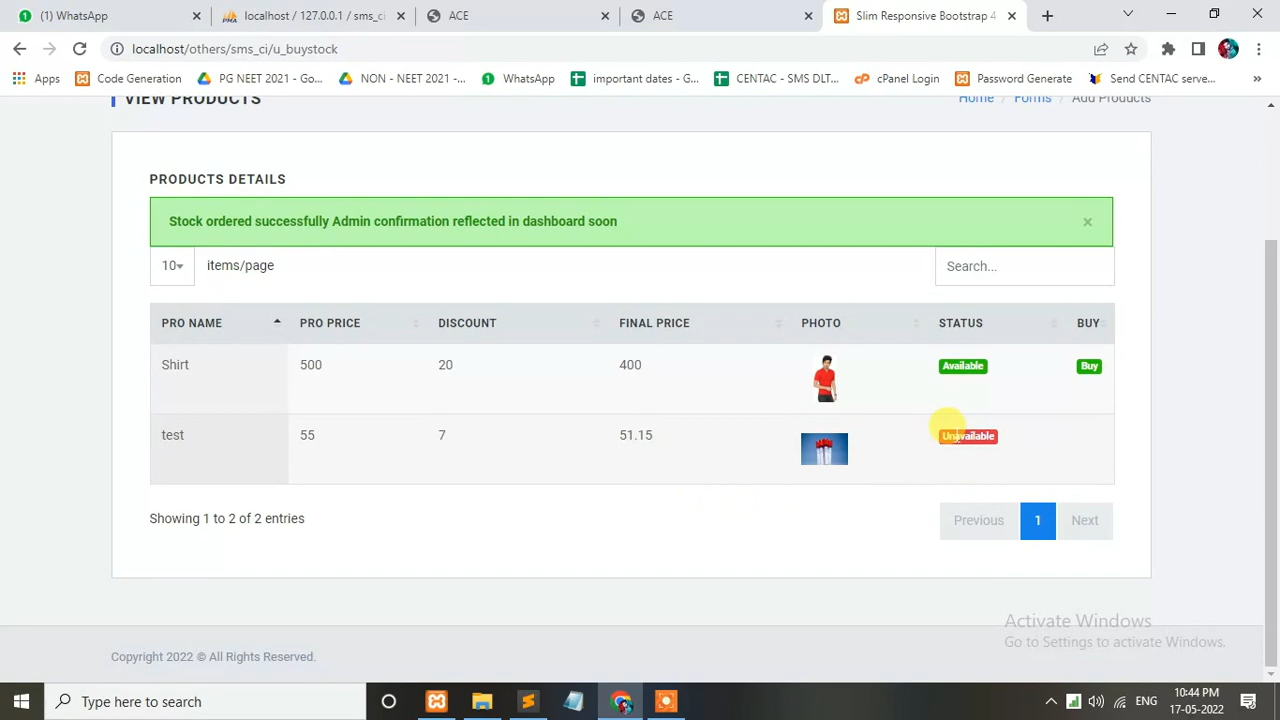 (1) WhatsApp
localhost / 127.0.0.1 / sms_ci
ACE
ACE
Slim Responsive Bootstrap 4
localhost/others/sms_ci/u_buystock
Apps
Code Generation
PG NEET 2021 - Go...
NON - NEET 2021 -...
WhatsApp
important dates - G...
CENTAC - SMS DLT...
cPanel Login
Password Generate
Send CENTAC serve...
VIEW PRODUCTS
Home / Forms / Add Products
PRODUCTS DETAILS
Stock ordered successfully Admin confirmation reflected in dashboard soon
10 items/page
Search...
PRO NAME PRO PRICE DISCOUNT FINAL PRICE PHOTO STATUS BUY
Shirt 500 20 400 Available Buy
test 55 7 51.15 Unavailable
Showing 1 to 2 of 2 entries
Previous 1 Next
Activate Windows
Go to Settings to activate Windows.
Copyright 2022 © All Rights Reserved.
Type here to search
ENG
10:44 PM
17-05-2022